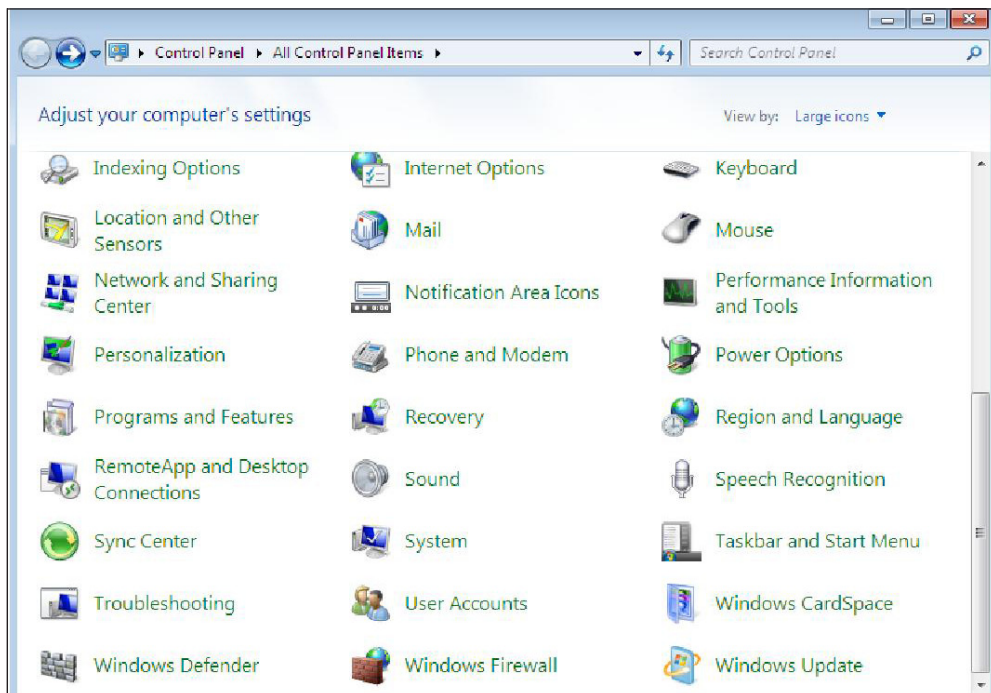 Control Panel
All Control Panel Items
Search Control Panel
Adjust your computer's settings
View by: Large icons
Indexing Options
Internet Options
Keyboard
Location and Other
Sensors
Mail
Mouse
Network and Sharing
Center
Notification Area Icons
Performance Information
and Tools
Personalization
Phone and Modem
Power Options
Programs and Features
Recovery
Region and Language
RemoteApp and Desktop
Connections
Sound
Speech Recognition
Sync Center
System
Taskbar and Start Menu
Troubleshooting
User Accounts
Windows CardSpace
Windows Defender
Windows Firewall
Windows Update